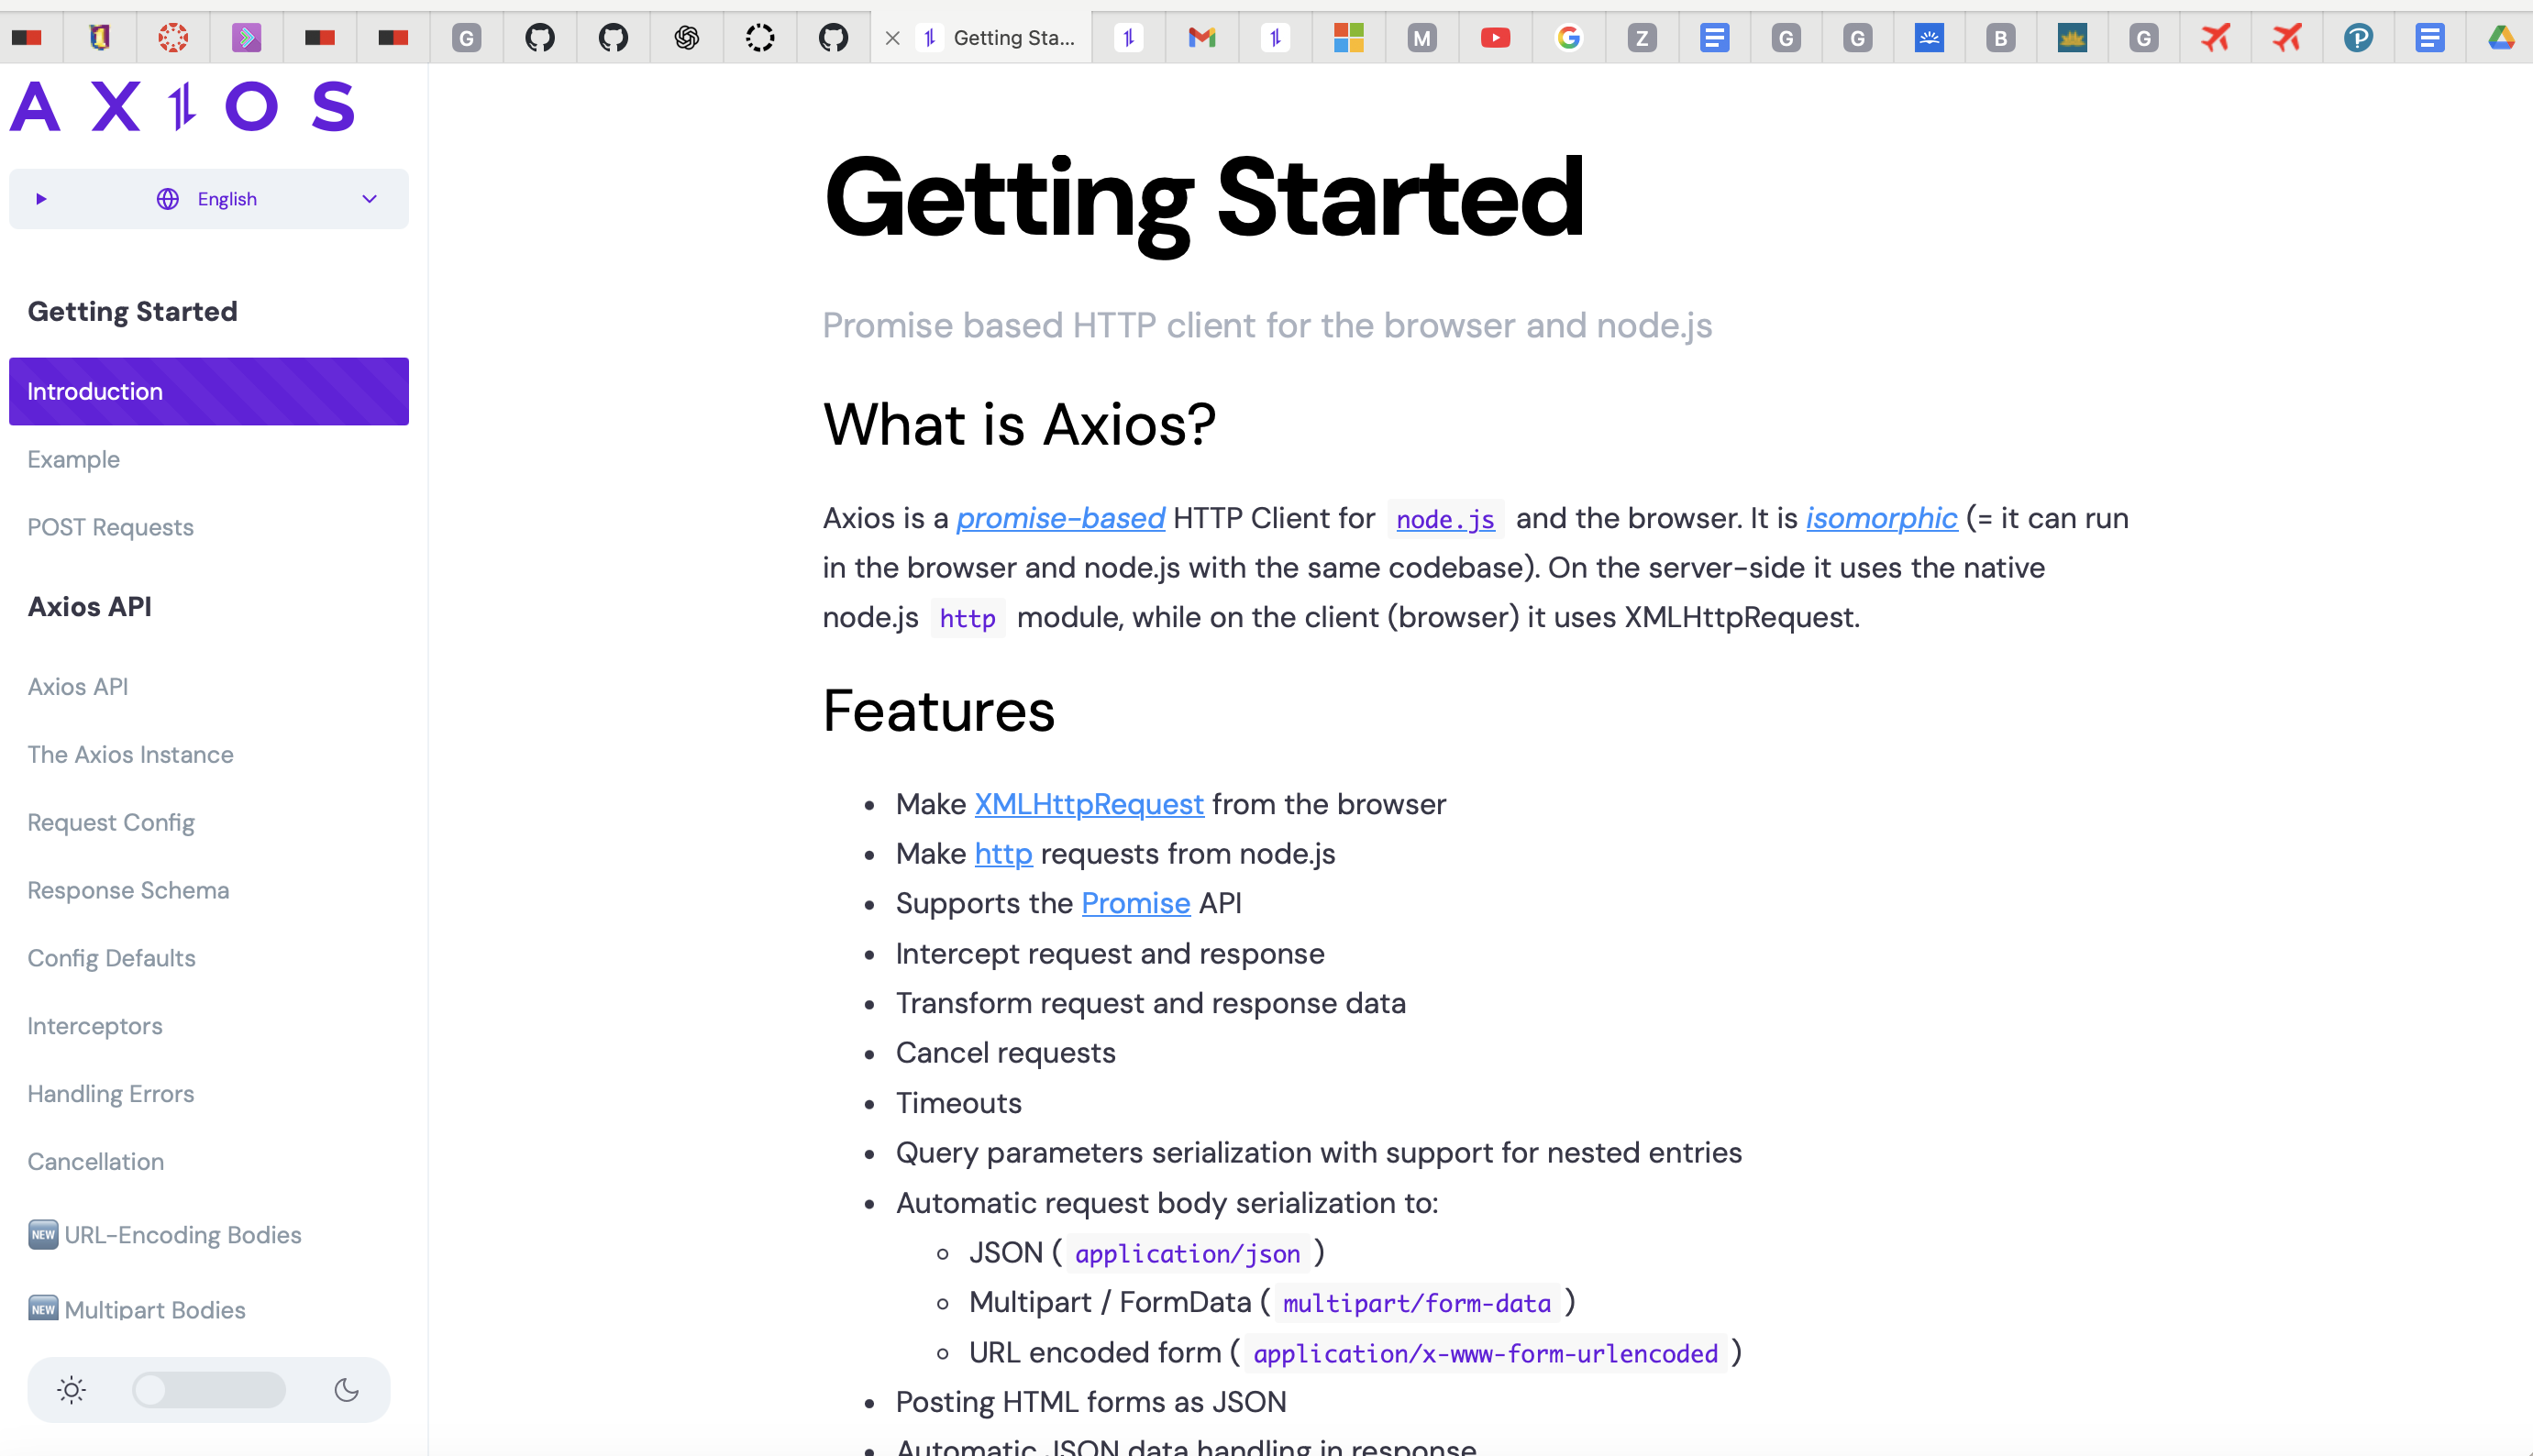 G
Getting Sta...
M
Z
G
G
B
G
AXIOS
English
Getting Started
Introduction
Example
POST Requests
Axios API
Axios API
The Axios Instance
Request Config
Response Schema
Config Defaults
Interceptors
Handling Errors
Cancellation
NEW URL-Encoding Bodies
NEW Multipart Bodies
Getting Started
Promise based HTTP client for the browser and node.js
What is Axios?
Axios is a promise-based HTTP Client for node.js and the browser. It is isomorphic (= it can run
in the browser and node.js with the same codebase). On the server-side it uses the native
node.js http module, while on the client (browser) it uses XMLHttpRequest.
Features
Make XMLHttpRequest from the browser
Make http requests from node.js
Supports the Promise API
Intercept request and response
Transform request and response data
Cancel requests
Timeouts
Query parameters serialization with support for nested entries
Automatic request body serialization to:
JSON ( application/json )
Multipart / FormData ( multipart/form-data )
URL encoded form ( application/x-www-form-urlencoded )
Posting HTML forms as JSON
Automatic JSON data handling in response